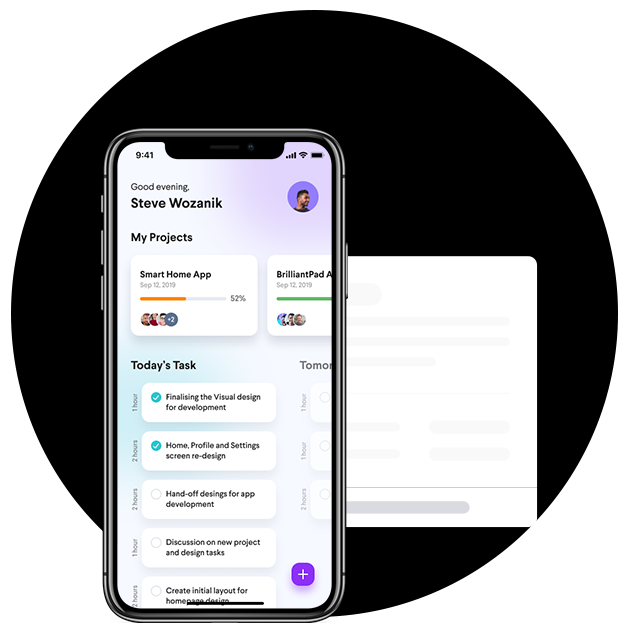 9:41
Good evening,
Steve Wozanik
My Projects
Smart Home App
Sep 12, 2019
52%
+2
BrilliantPad A
Sep 12, 2019
Today's Task
Tomor
1 hour
Finalising the Visual design
for development
1 hour
2 hours
Home, Profile and Settings
screen re-design
1 hour
2 hours
Hand-off desings for app
development
2 hours
1 hour
Discussion on new project
and design tasks
2 hours
Create initial layout for
homepage design